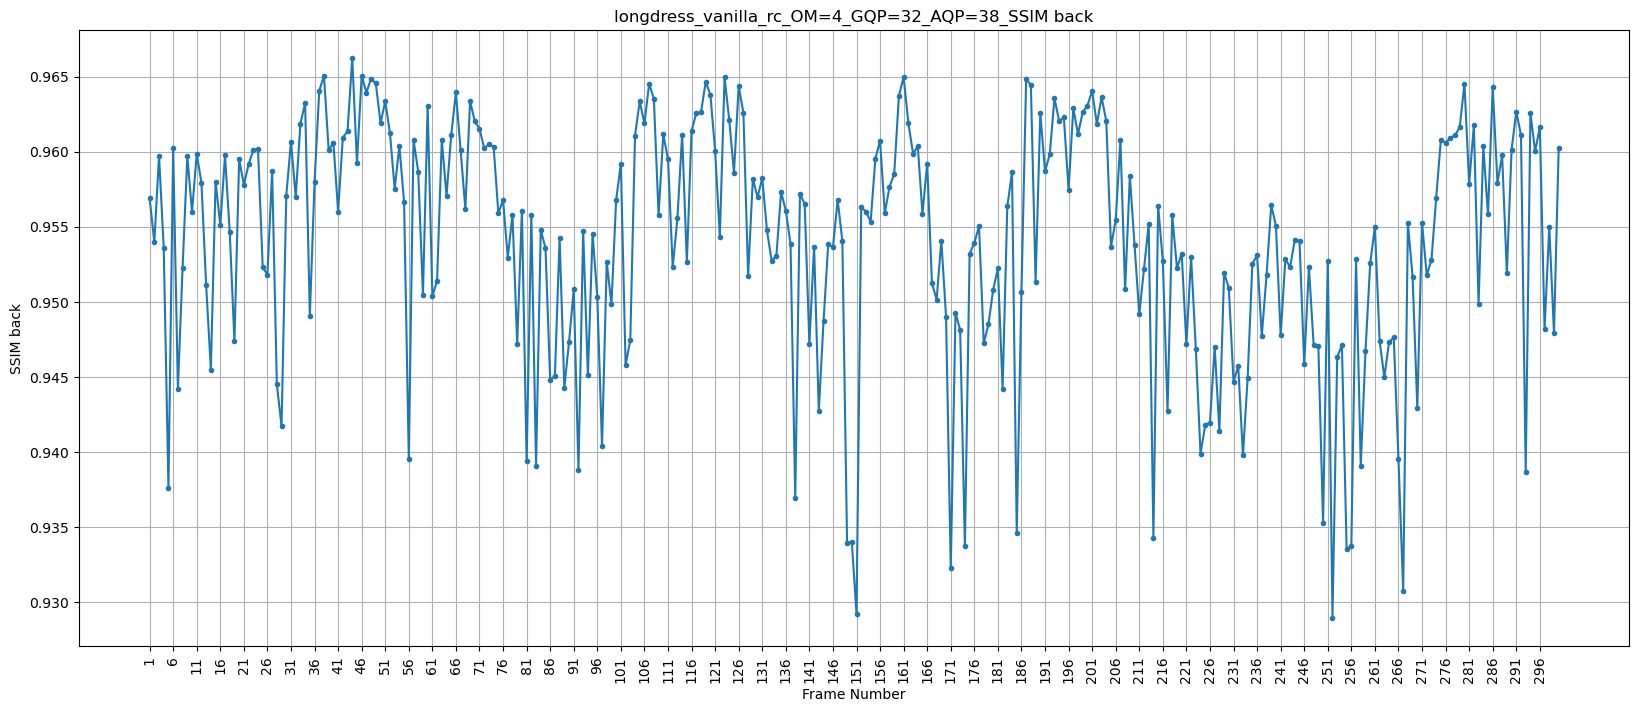 longdress_vanilla_rc_OM=4_GQP=32_AQP=38_SSIM back
SSIM back
0.965
0.960
0.955
0.950
0.945
0.940
0.935
0.930
1 6 11 16 21 26 31 36 41 46 51 56 61 66 71 76 81 86 91 96 101 106 111 116 121 126 131 136 141 146 151 156 161 166 171 176 181 186 191 196 201 206 211 216 221 226 231 236 241 246 251 256 261 266 271 276 281 286 291 296
Frame Number